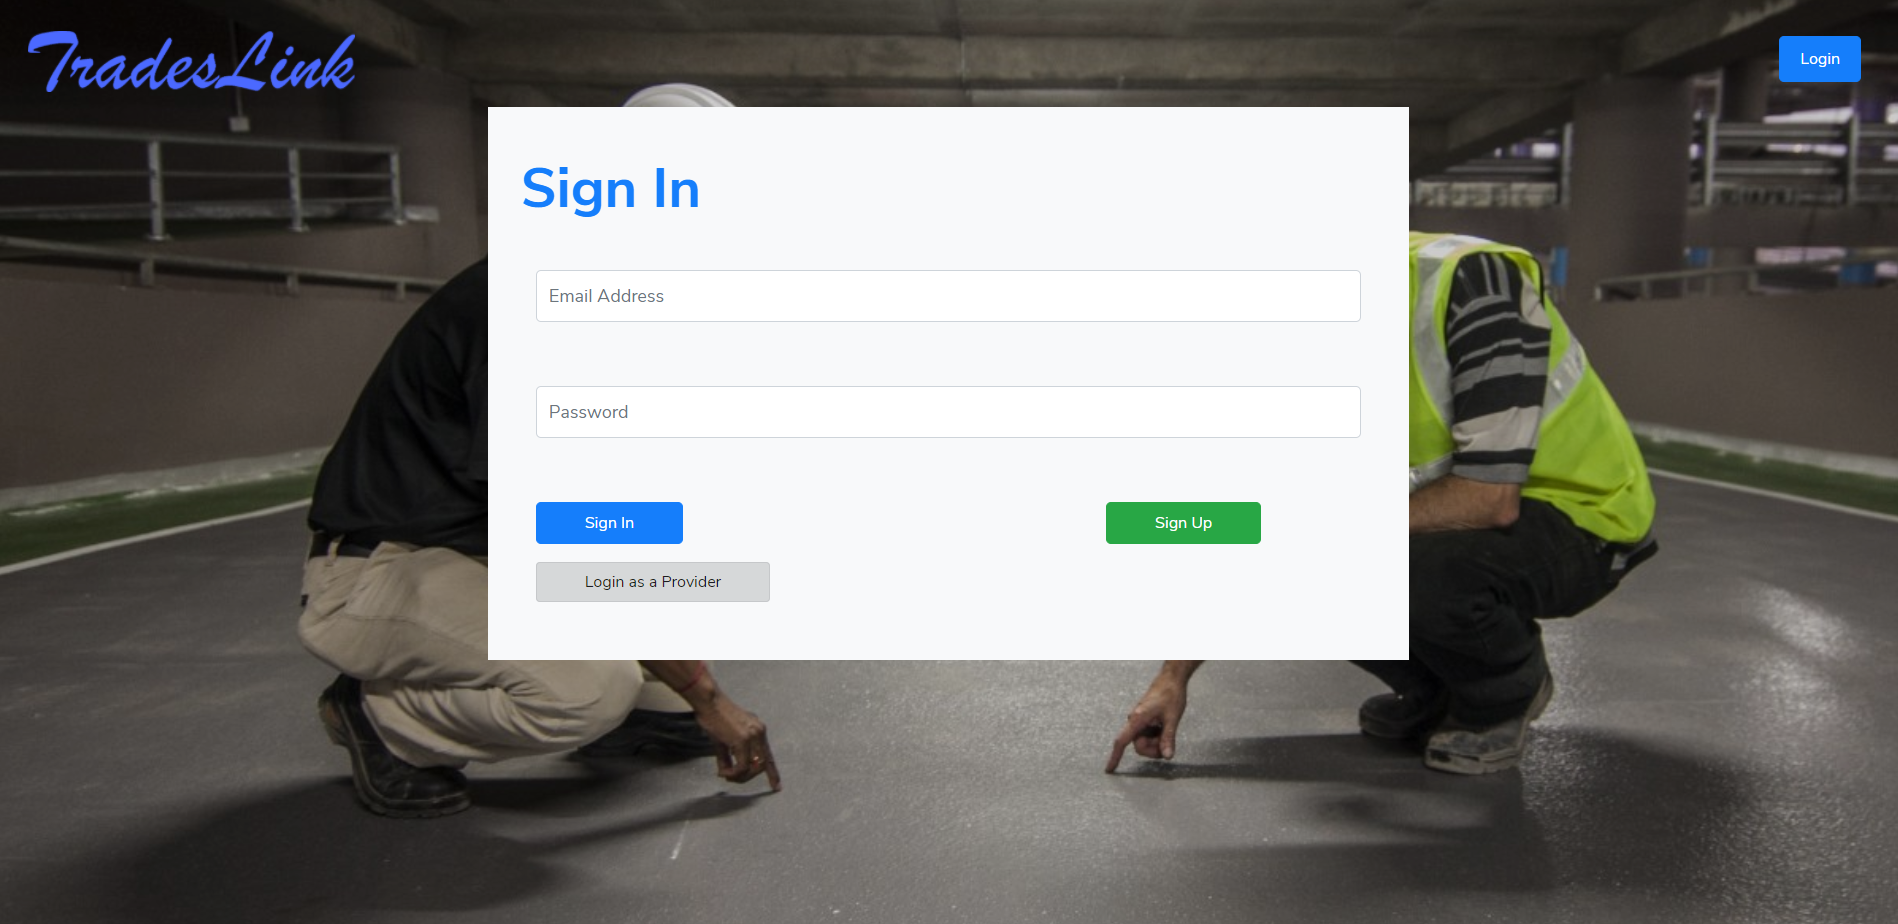 TradesLink
Login
Sign In
Email Address
Password
Sign In
Sign Up
Login as a Provider